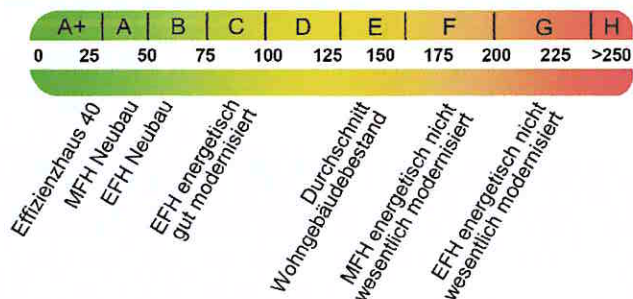 A+ A B C D E F G H
0 25 50 75 100 125 150 175 200 225 >250
Effizienzhaus 40
MFH Neubau
EFH Neubau
EFH energetisch
gut modernisiert
Durchschnitt
Wohngebäudebestand
MFH energetisch nicht
wesentlich modernisiert
EFH energetisch nicht
wesentlich modernisiert